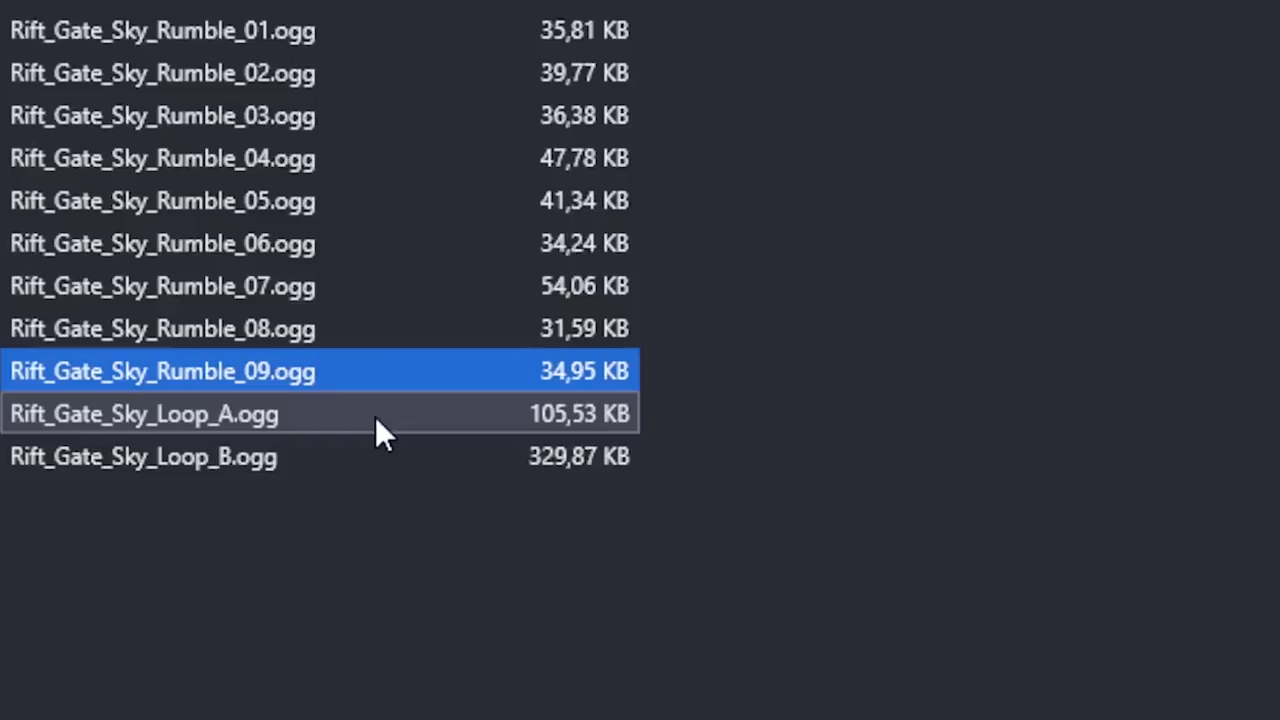 Rift_Gate_Sky_Rumble_01.ogg 35,81 KB
Rift_Gate_Sky_Rumble_02.ogg 39,77 KB
Rift_Gate_Sky_Rumble_03.ogg 36,38 KB
Rift_Gate_Sky_Rumble_04.ogg 47,78 KB
Rift_Gate_Sky_Rumble_05.ogg 41,34 KB
Rift_Gate_Sky_Rumble_06.ogg 34,24 KB
Rift_Gate_Sky_Rumble_07.ogg 54,06 KB
Rift_Gate_Sky_Rumble_08.ogg 31,59 KB
Rift_Gate_Sky_Rumble_09.ogg 34,95 KB
Rift_Gate_Sky_Loop_A.ogg 105,53 KB
Rift_Gate_Sky_Loop_B.ogg 329,87 KB